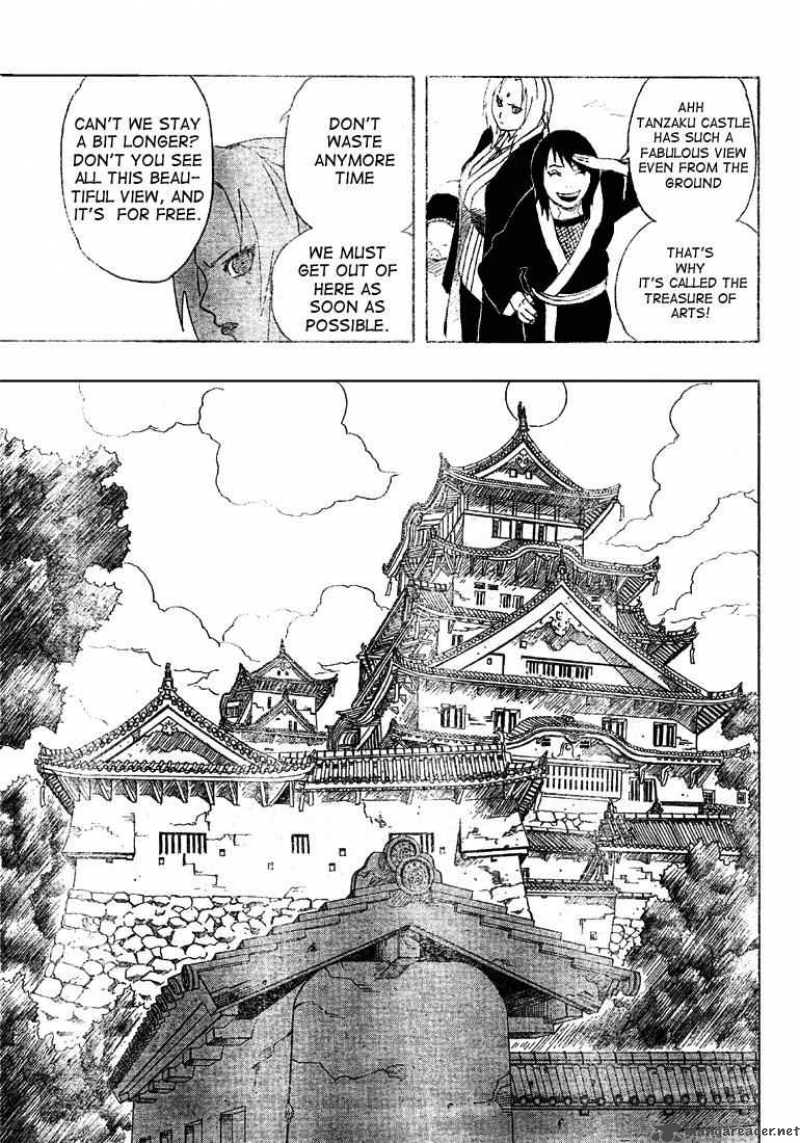 AHH
TANZAKU CASTLE
HAS SUCH A
FABULOUS VIEW
EVEN FROM THE
GROUND
THAT'S
WHY
IT'S CALLED THE
TREASURE OF
ARTS!
DON'T
WASTE
ANYMORE
TIME
WE MUST
GET OUT OF
HERE AS
SOON AS
POSSIBLE.
CAN'T WE STAY
A BIT LONGER?
DON'T YOU SEE
ALL THIS BEAU-
TIFUL VIEW, AND
IT'S FOR FREE.